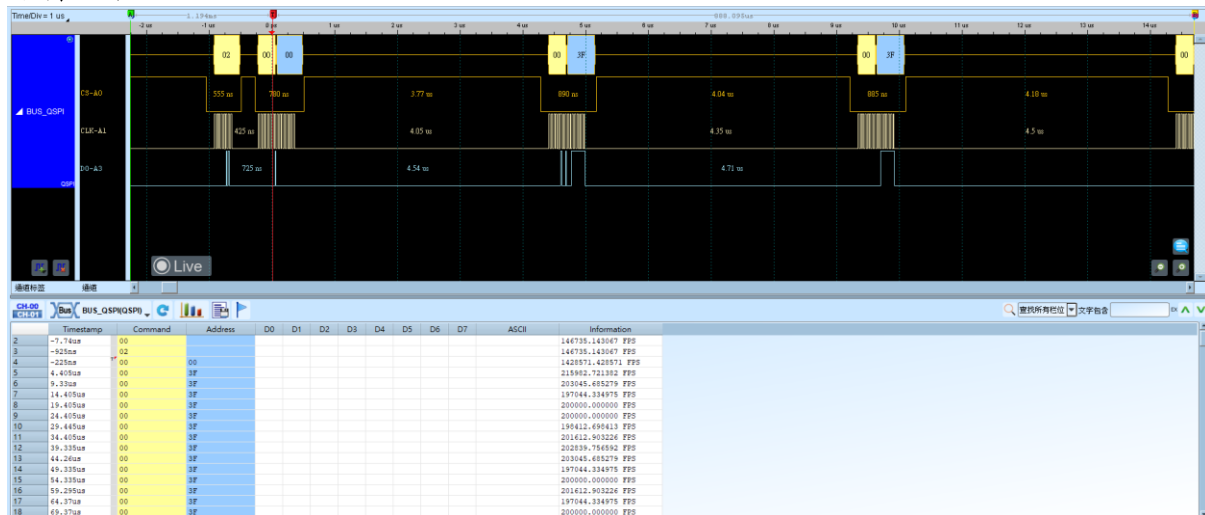 Time/Div = 1 us
A
-1.194ms
T
808.895us
-2 us -1 us 0 ps 1 us 2 us 3 us 4 us 5 us 6 us 7 us 8 us 9 us 10 us 11 us 12 us 13 us 14 us
02 00 00 00 3F 00 3F 00
BUS_QSPI
CS-A0 555 ns 780 ns 3.77 us 890 ns 4.04 us 885 ns 4.18 us
CLK-A1 425 ns 4.05 us 4.35 us 4.5 us
D0-A3 725 ns 4.54 us 4.71 us
QSPI
Live
通道标签 通道
CH-00
CH-01
Bus BUS_QSPI(QSPI)
查找所有栏位 文字包含
Timestamp Command Address D0 D1 D2 D3 D4 D5 D6 D7 ASCII Information
2 -7.74us 00 146735.143067 FPS
3 -925ns 02 146735.143067 FPS
4 -225ns 00 00 1428571.428571 FPS
5 4.405us 00 3F 215982.721382 FPS
6 9.33us 00 3F 203045.685279 FPS
7 14.405us 00 3F 197044.334975 FPS
8 19.405us 00 3F 200000.000000 FPS
9 24.405us 00 3F 200000.000000 FPS
10 29.445us 00 3F 198412.698413 FPS
11 34.405us 00 3F 201612.903226 FPS
12 39.335us 00 3F 202839.756592 FPS
13 44.26us 00 3F 203045.685279 FPS
14 49.335us 00 3F 197044.334975 FPS
15 54.335us 00 3F 200000.000000 FPS
16 59.295us 00 3F 201612.903226 FPS
17 64.37us 00 3F 197044.334975 FPS
18 69.37us 00 3F 200000.000000 FPS